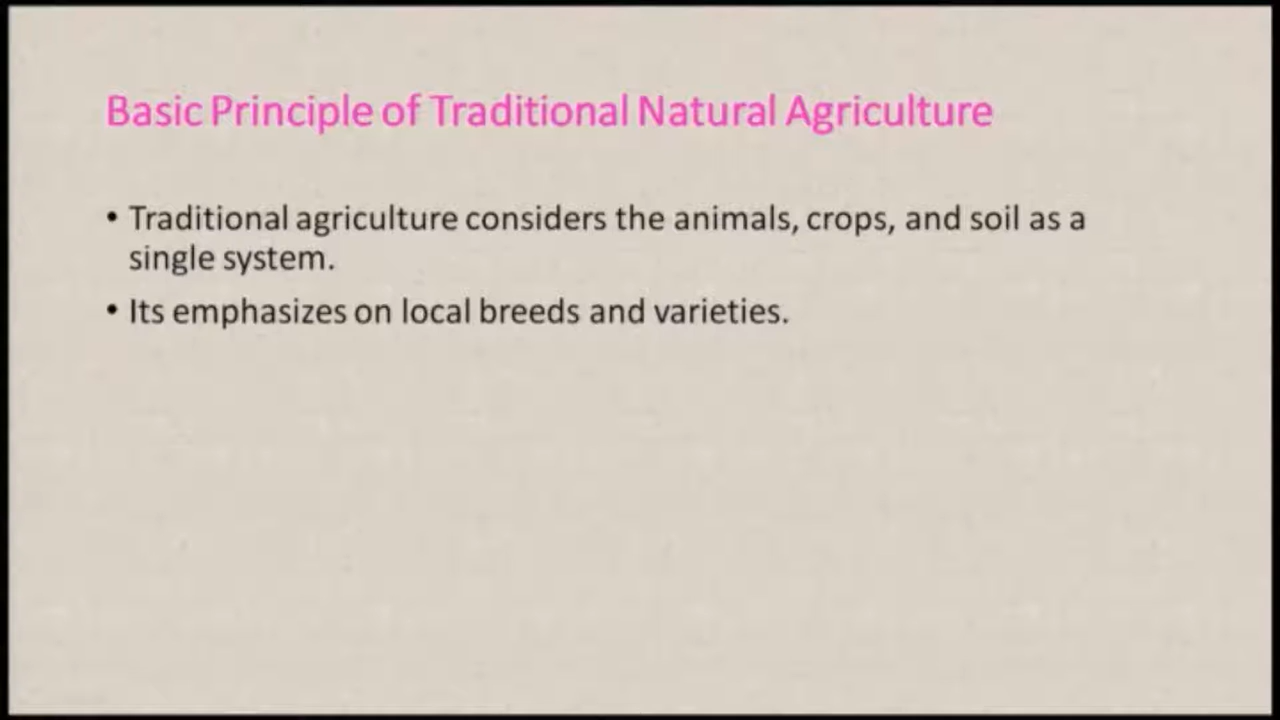 Basic Principle of Traditional Natural Agriculture
• Traditional agriculture considers the animals, crops, and soil as a
single system.
• Its emphasizes on local breeds and varieties.